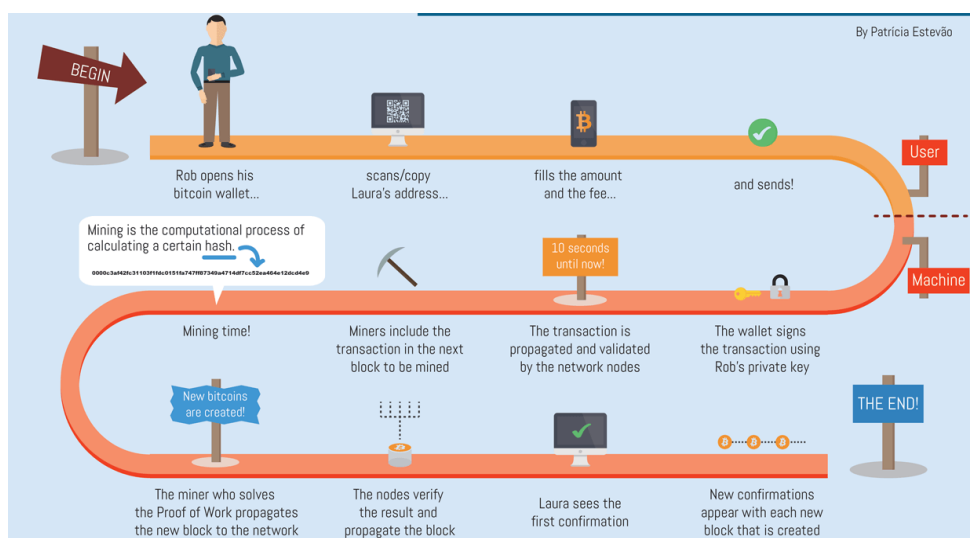 By Patrícia Estevão
BEGIN
Rob opens his
bitcoin wallet...
scans/copy
Laura's address...
fills the amount
and the fee...
and sends!
User
Machine
The wallet signs
the transaction using
Rob's private key
10 seconds
until now!
The transaction is
propagated and validated
by the network nodes
Miners include the
transaction in the next
block to be mined
Mining is the computational process of
calculating a certain hash.
Mining time!
New bitcoins
are created!
The miner who solves
the Proof of Work propagates
the new block to the network
The nodes verify
the result and
propagate the block
Laura sees the
first confirmation
New confirmations
appear with each new
block that is created
THE END!